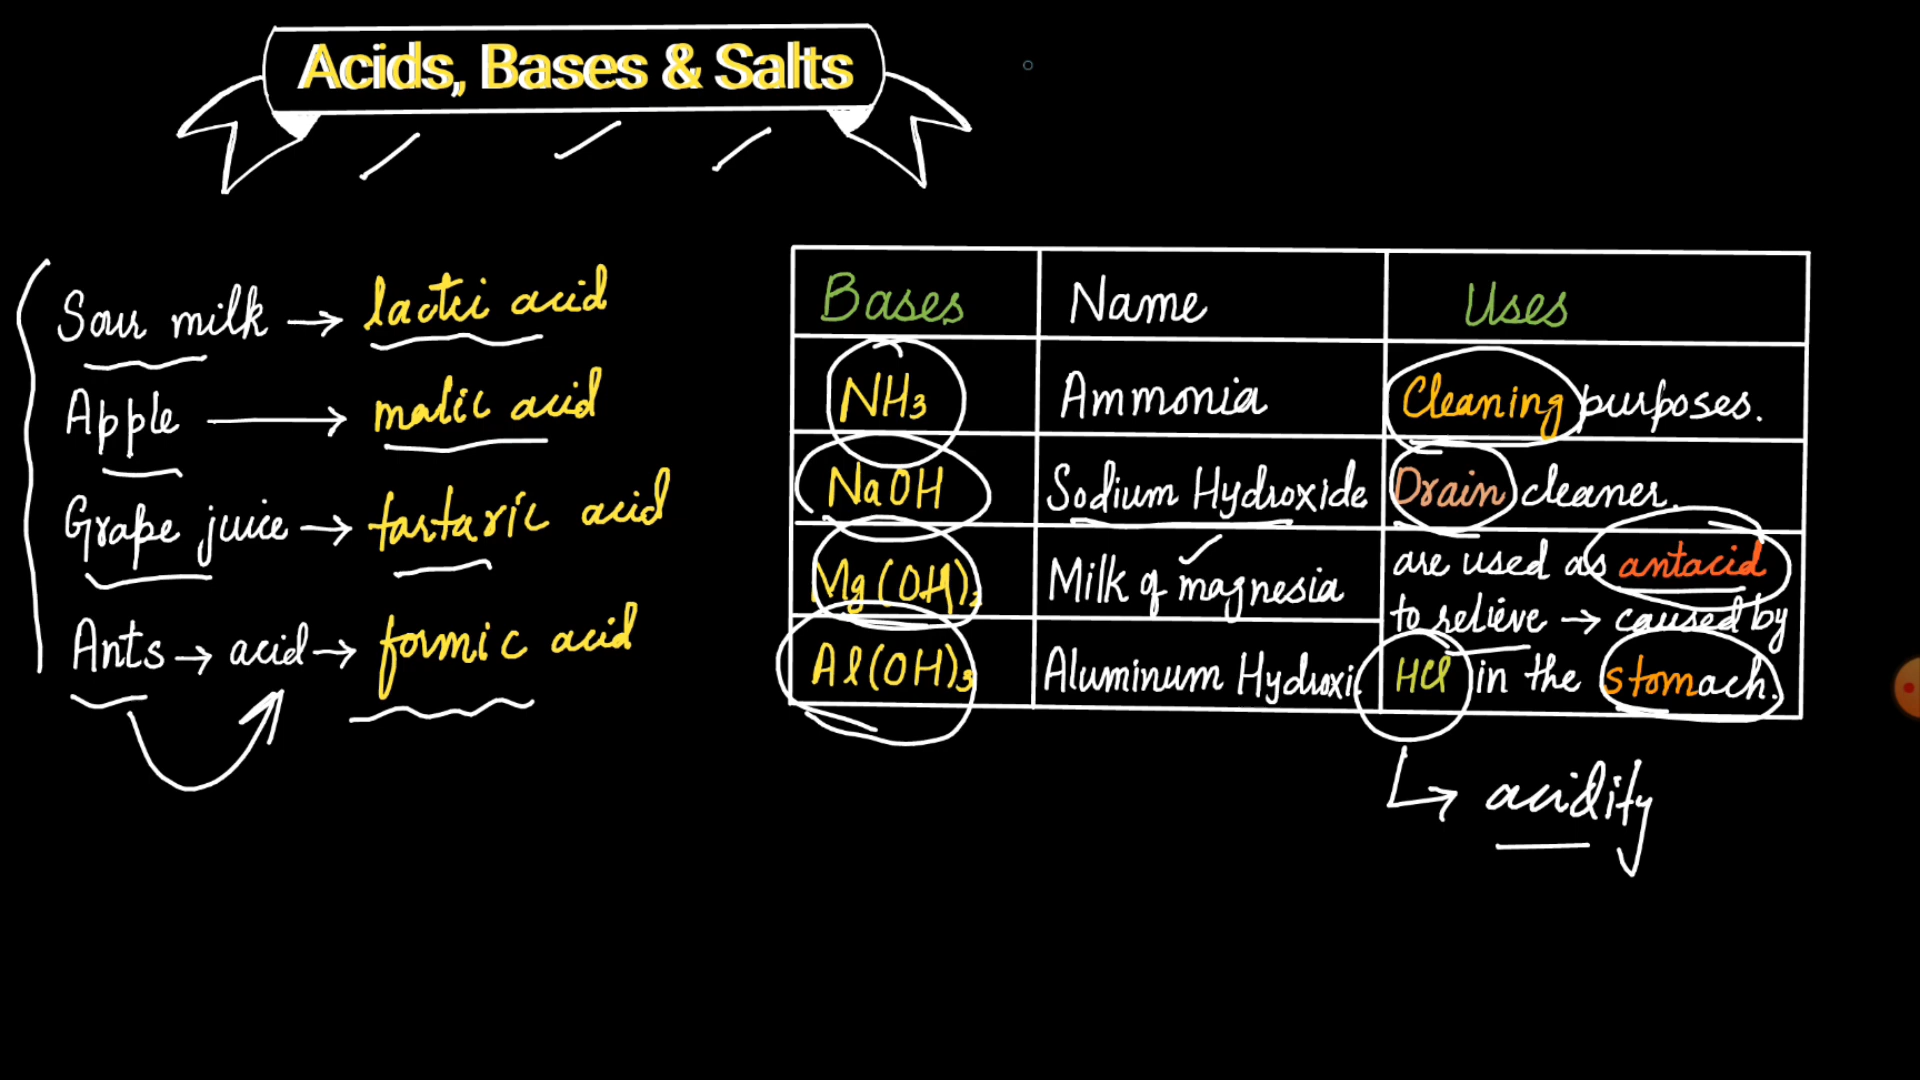 Acids, Bases & Salts
Sour milk → lactic acid
Apple → malic acid
Grape juice → tartaric acid
Ants → acid → formic acid
Bases Name Uses
NH3 Ammonia Cleaning purposes.
NaOH Sodium Hydroxide Drain cleaner.
Mg(OH)2 Milk of magnesia
Al(OH)3 Aluminum Hydroxi
are used as antacid
to relieve → caused by
HCl in the stomach.
acidify